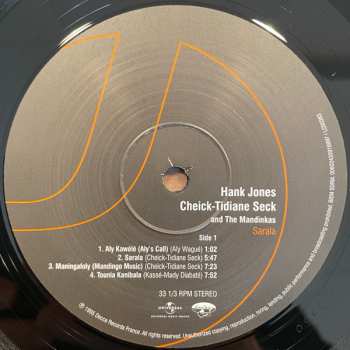 Hank Jones
Cheick-Tidiane Seck
and The Mandinkas
Sarala
Side 1
1. Aly Kawélé (Aly's Call) (Aly Wagué) 1:02
2. Sarala (Cheick-Tidiane Seck) 5:47
3. Maningafoly (Mandingo Music) (Cheick-Tidiane Seck) 7:23
4. Tounia Kanibala (Kassé-Mady Diabaté) 7:20
33 1/3 RPM STEREO
UNIVERSAL